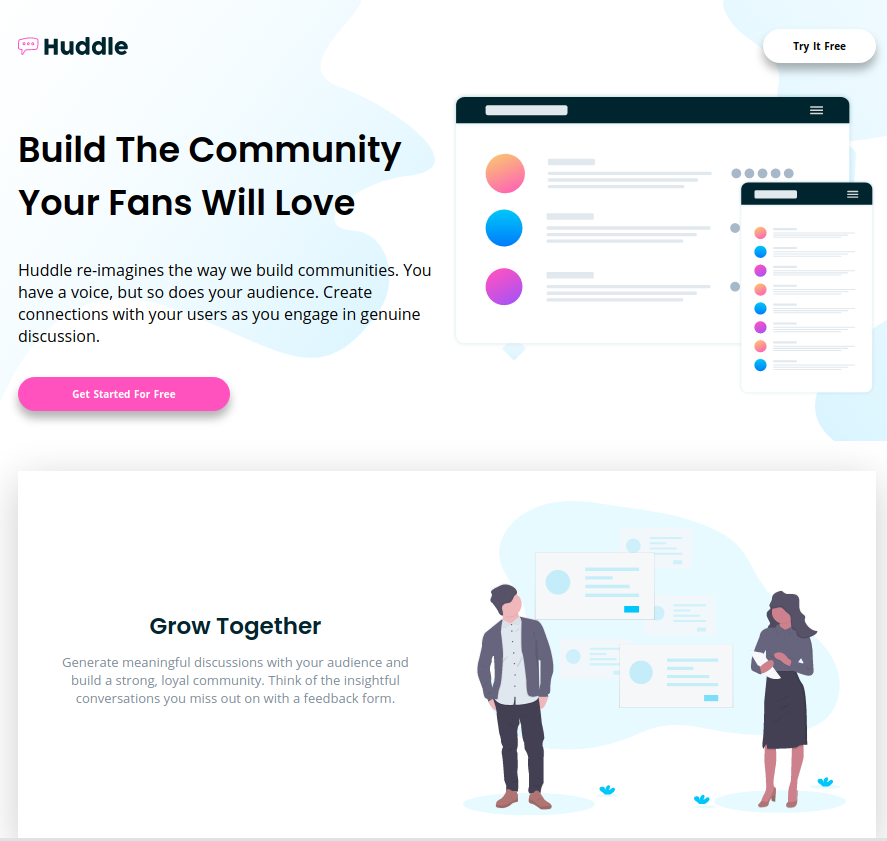 Huddle
Try It Free
Build The Community
Your Fans Will Love
Huddle re-imagines the way we build communities. You
have a voice, but so does your audience. Create
connections with your users as you engage in genuine
discussion.
Get Started For Free
Grow Together
Generate meaningful discussions with your audience and
build a strong, loyal community. Think of the insightful
conversations you miss out on with a feedback form.